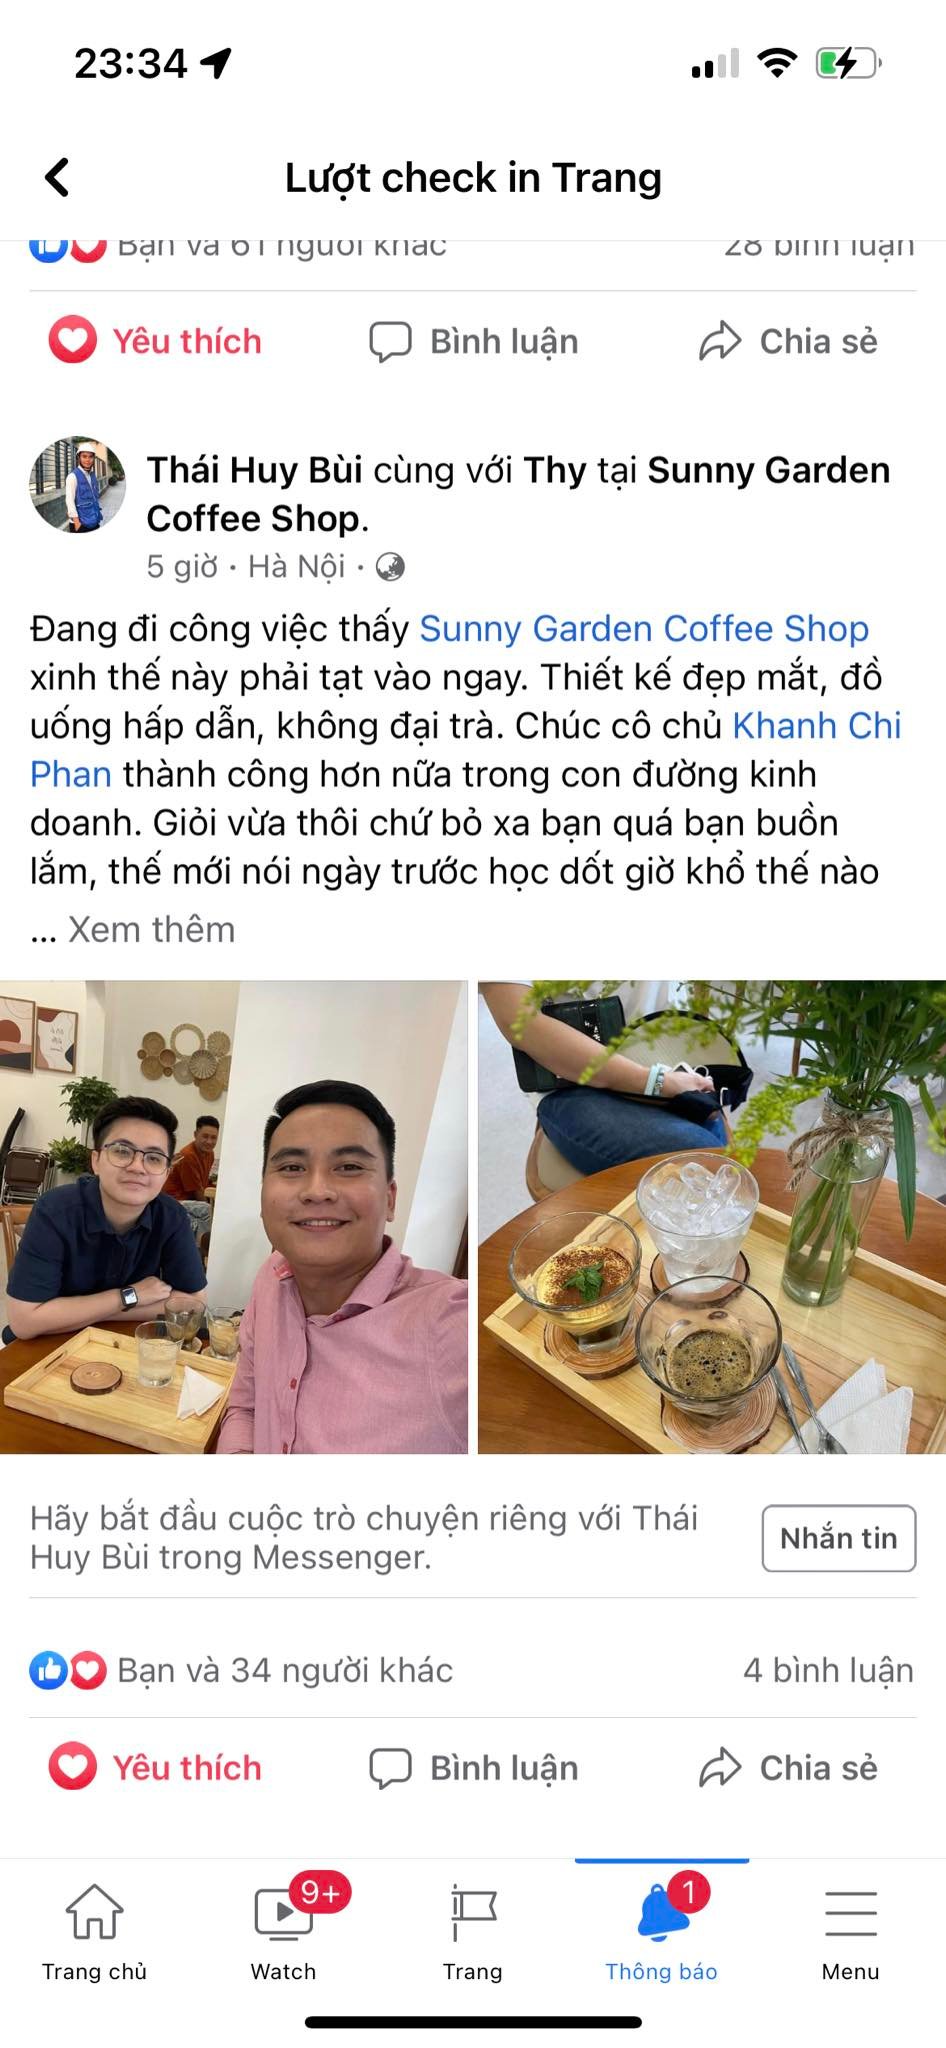 23:34
Lượt check in Trang
Bạn và 61 người khác
28 bình luận
Yêu thích
Bình luận
Chia sẻ
Thái Huy Bùi cùng với Thy tại Sunny Garden
Coffee Shop.
5 giờ · Hà Nội ·
Đang đi công việc thấy Sunny Garden Coffee Shop
xinh thế này phải tạt vào ngay. Thiết kế đẹp mắt, đồ
uống hấp dẫn, không đại trà. Chúc cô chủ Khanh Chi
Phan thành công hơn nữa trong con đường kinh
doanh. Giỏi vừa thôi chứ bỏ xa bạn quá bạn buồn
lắm, thế mới nói ngày trước học dốt giờ khổ thế nào
... Xem thêm
Hãy bắt đầu cuộc trò chuyện riêng với Thái
Huy Bùi trong Messenger.
Nhắn tin
Bạn và 34 người khác
4 bình luận
Yêu thích
Bình luận
Chia sẻ
9+
1
Trang chủ
Watch
Trang
Thông báo
Menu